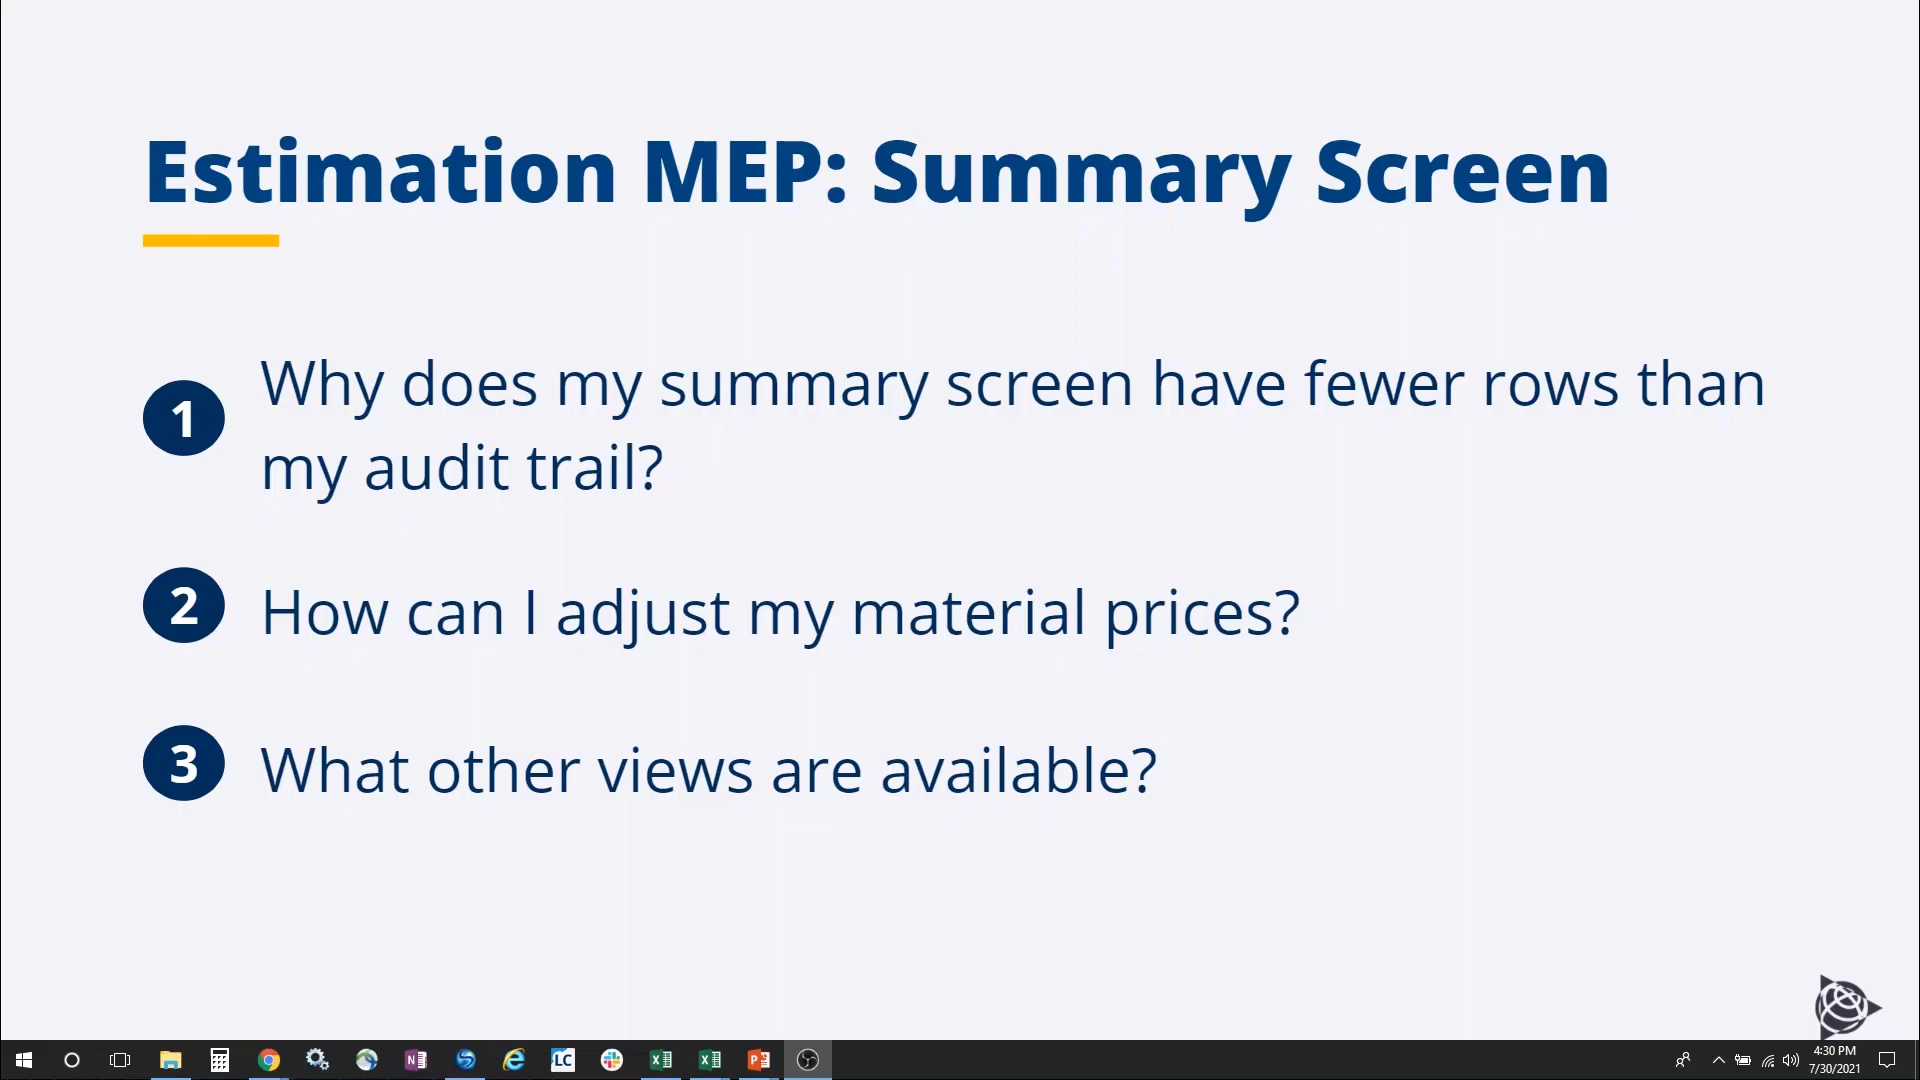 Estimation MEP: Summary Screen
1 Why does my summary screen have fewer rows than
my audit trail?
2 How can I adjust my material prices?
3 What other views are available?
LC
4:30 PM
7/30/2021